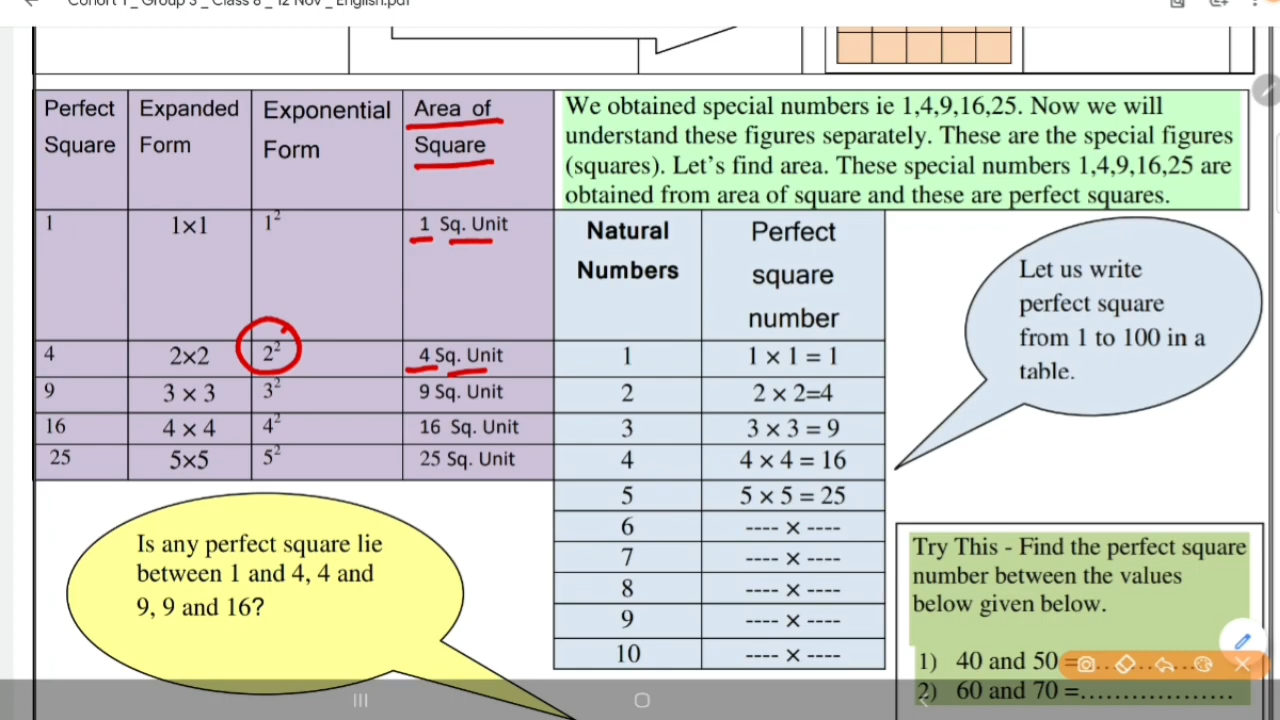 Cohort 1 _ Group 3 _ Class 8 _ 12 Nov _ English.pdf
Perfect Square
Expanded Form
Exponential Form
Area of Square
1
1×1
1²
1 Sq. Unit
4
2×2
2²
4 Sq. Unit
9
3 × 3
3²
9 Sq. Unit
16
4 × 4
4²
16 Sq. Unit
25
5×5
5²
25 Sq. Unit
We obtained special numbers ie 1,4,9,16,25. Now we will
understand these figures separately. These are the special figures
(squares). Let’s find area. These special numbers 1,4,9,16,25 are
obtained from area of square and these are perfect squares.
Natural Numbers
Perfect square number
1
1 × 1 = 1
2
2 × 2=4
3
3 × 3 = 9
4
4 × 4 = 16
5
5 × 5 = 25
6
---- × ----
7
---- × ----
8
---- × ----
9
---- × ----
10
---- × ----
Let us write
perfect square
from 1 to 100 in a
table.
Is any perfect square lie
between 1 and 4, 4 and
9, 9 and 16?
Try This - Find the perfect square
number between the values
below given below.
1) 40 and 50 =
2) 60 and 70 =..................